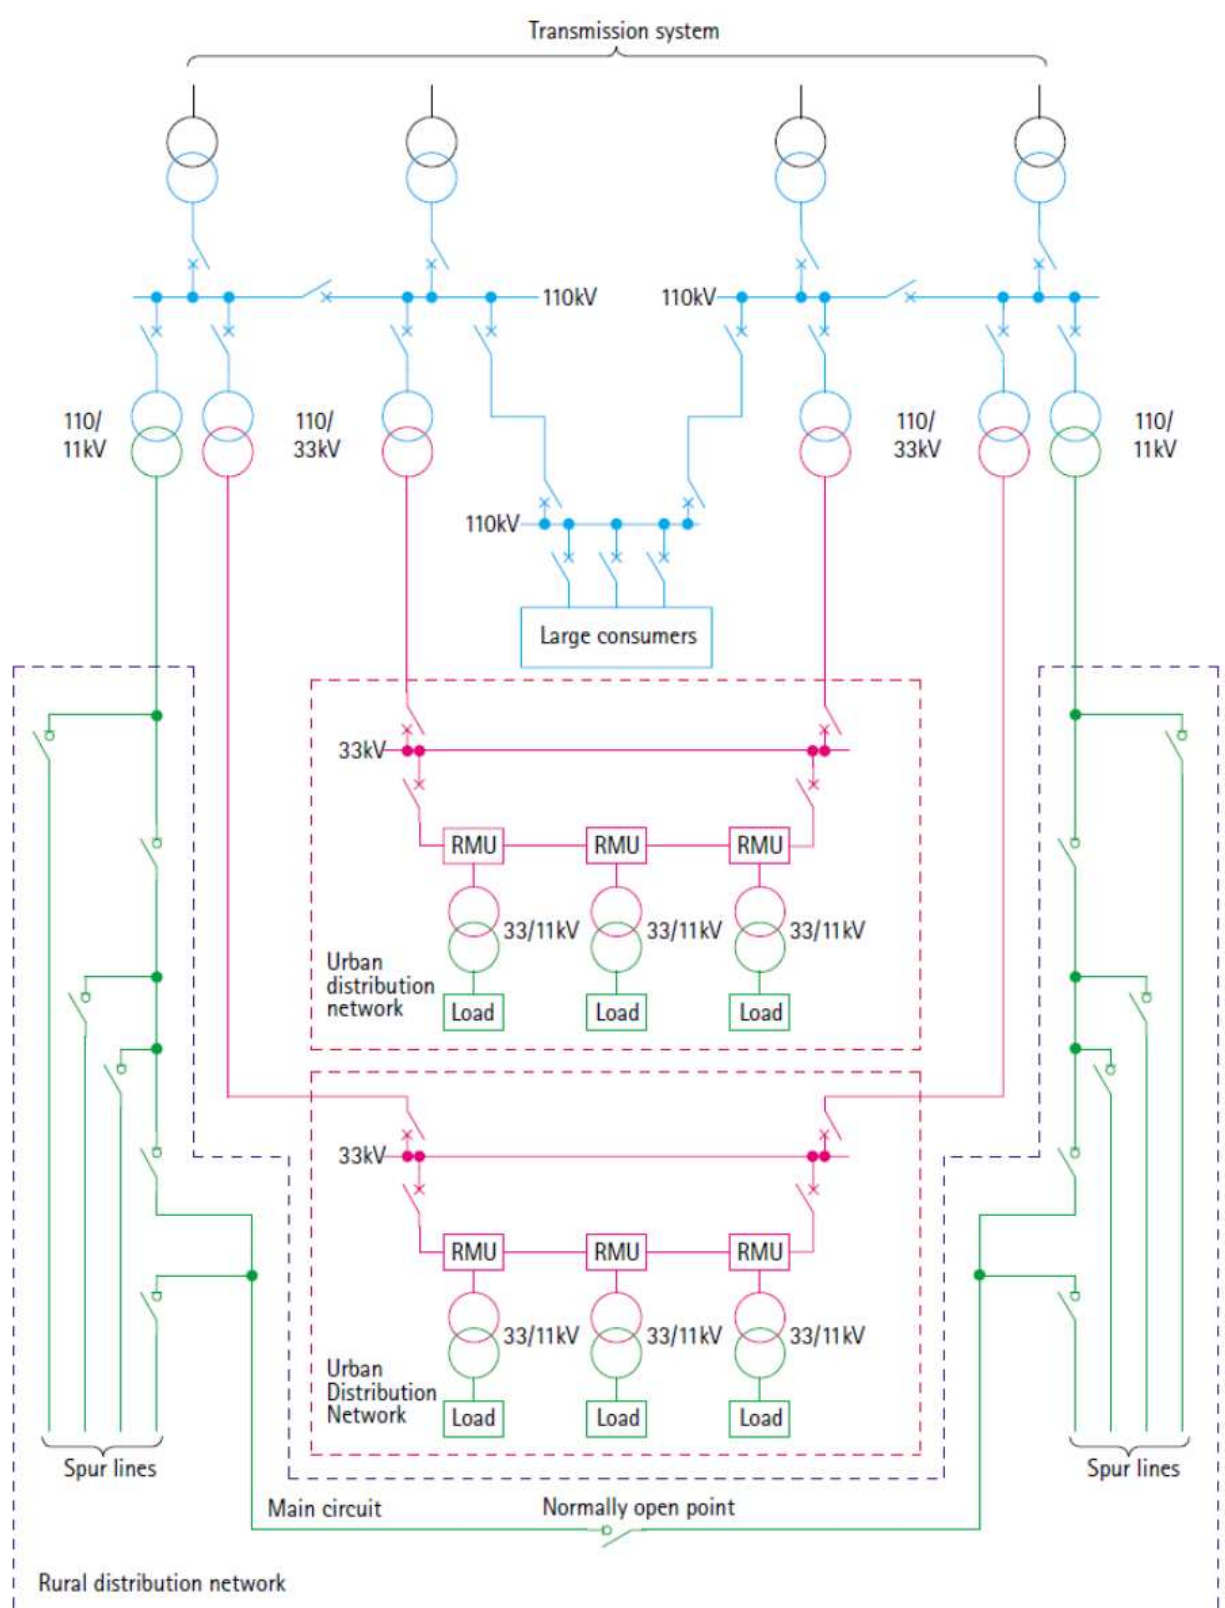 Transmission system
110kV
110kV
110/
11kV
110/
33kV
110/
33kV
110/
11kV
110kV
Large consumers
33kV
RMU
RMU
RMU
33/11kV
33/11kV
33/11kV
Urban
distribution
network
Load
Load
Load
33kV
RMU
RMU
RMU
33/11kV
33/11kV
33/11kV
Urban
Distribution
Network
Load
Load
Load
Spur lines
Spur lines
Main circuit
Normally open point
Rural distribution network